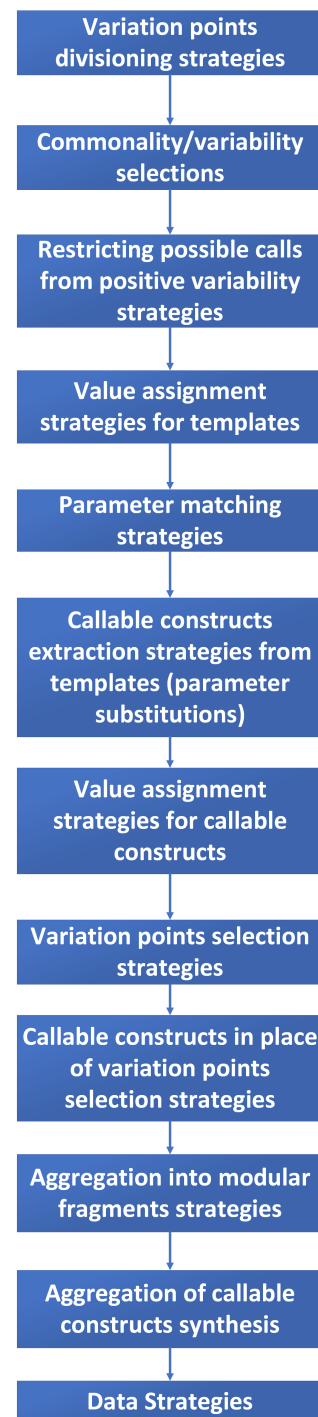 Variation points
divisioning strategies
Commonality/variability
selections
Restricting possible calls
from positive variability
strategies
Value assignment
strategies for templates
Parameter matching
strategies
Callable constructs
extraction strategies from
templates (parameter
substitutions)
Value assignment
strategies for callable
constructs
Variation points selection
strategies
Callable constructs in place
of variation points
selection strategies
Aggregation into modular
fragments strategies
Aggregation of callable
constructs synthesis
Data Strategies